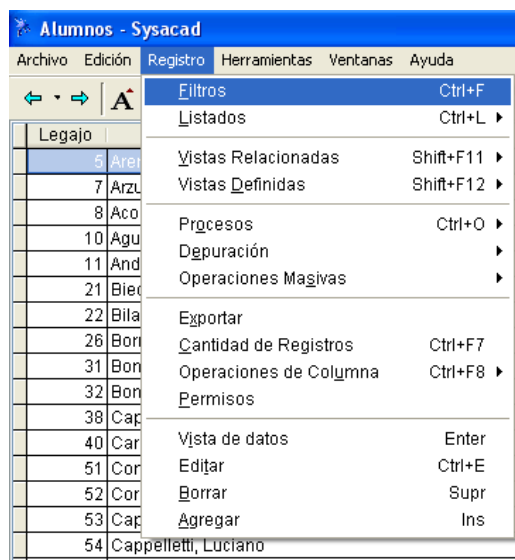 Alumnos - Sysacad
Archivo Edición Registro Herramientas Ventanas Ayuda
A
Legajo
Filtros Ctrl+F
Listados Ctrl+L
Vistas Relacionadas Shift+F11
Vistas Definidas Shift+F12
Procesos Ctrl+O
Depuración
Operaciones Masivas
Exportar
Cantidad de Registros Ctrl+F7
Operaciones de Columna Ctrl+F8
Permisos
Vista de datos Enter
Editar Ctrl+E
Borrar Supr
Agregar Ins
5 Arer
7 Arzu
8 Aco
10 Agu
11 And
21 Bied
22 Bila
26 Bor
31 Bon
32 Bon
38 Cap
40 Car
51 Cor
52 Cor
53 Cap
54 Cappelletti, Luciano